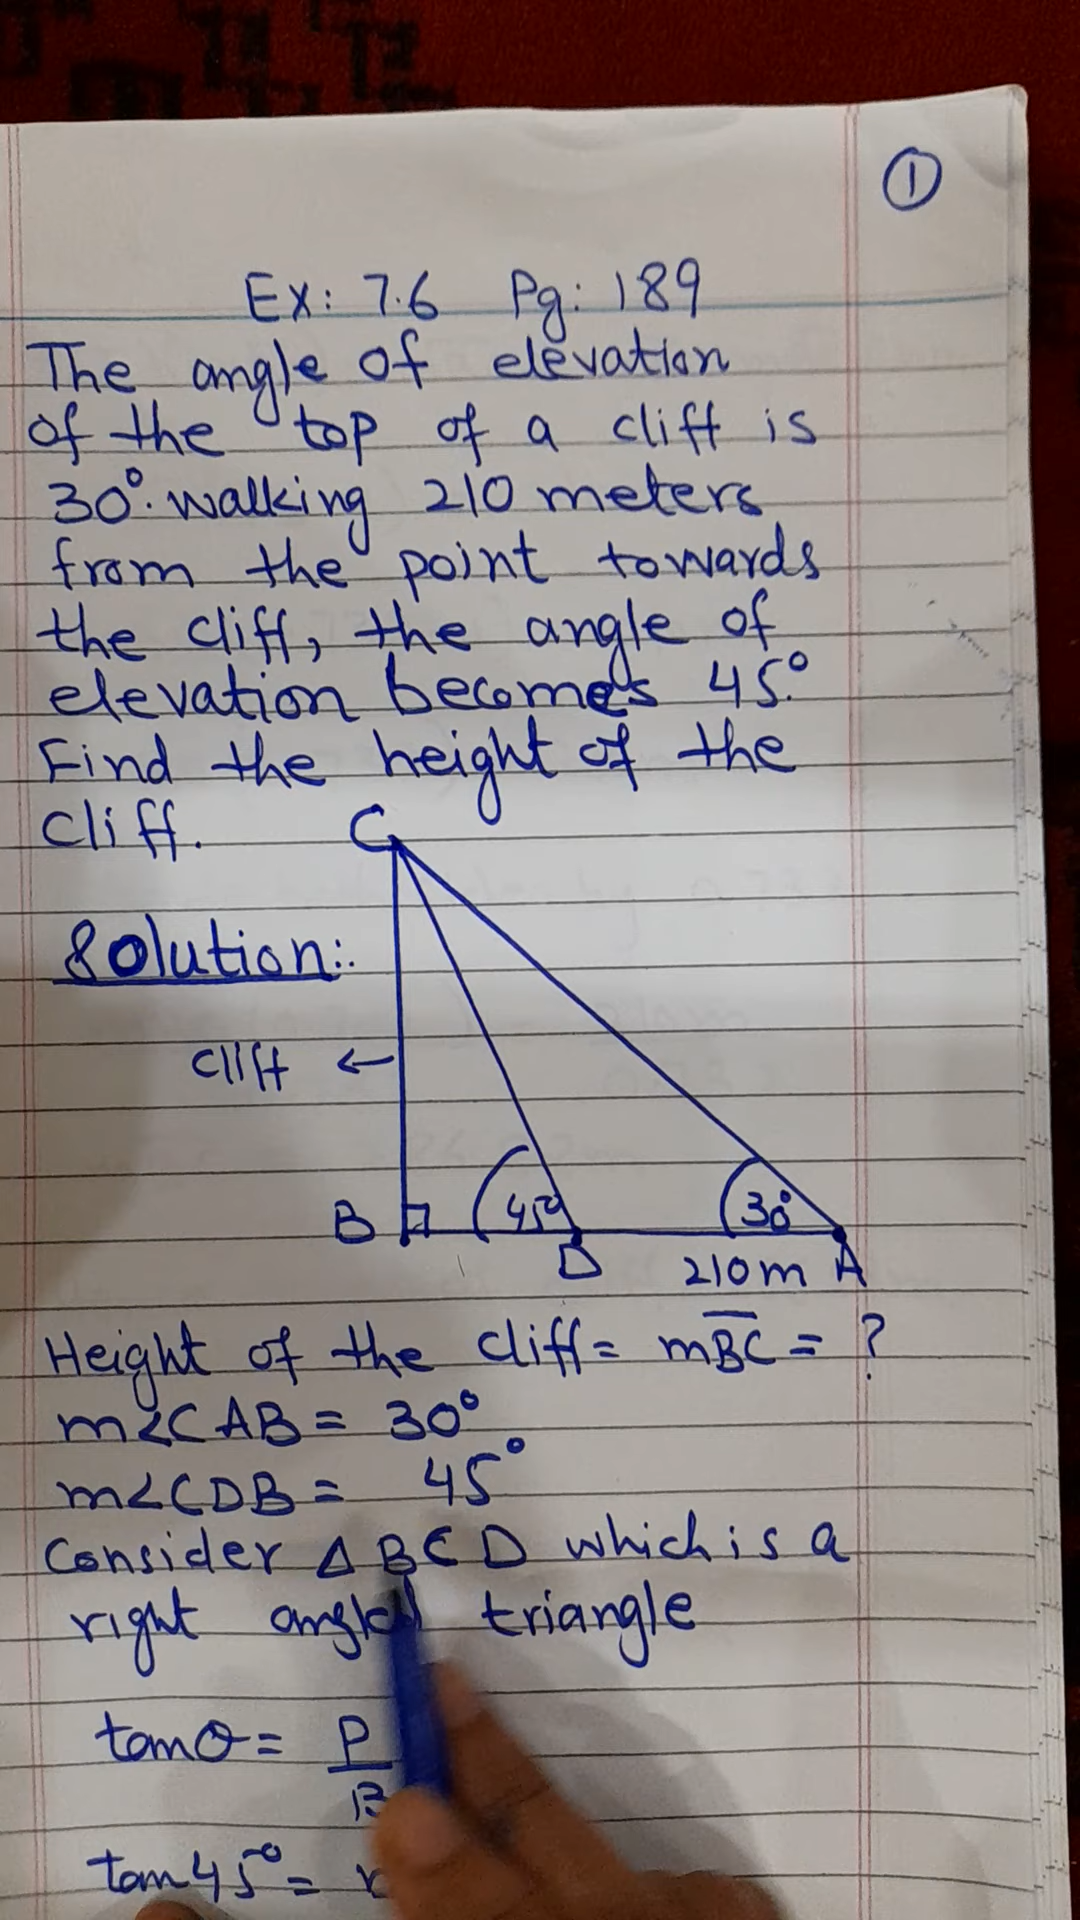 ①
Ex: 7.6 Pg: 189
The angle of elevation
of the top of a cliff is
30°. walking 210 meters
from the point towards
the cliff, the angle of
elevation becomes 45°.
Find the height of the
cliff.
C
Solution:.
cliff ←
B 45° 30°
D 210m A
Height of the cliff = mBC = ?
m∠CAB = 30°
m∠CDB = 45°
Consider △ BCD which is a
right angled triangle
tanθ = P
B
tan45° =